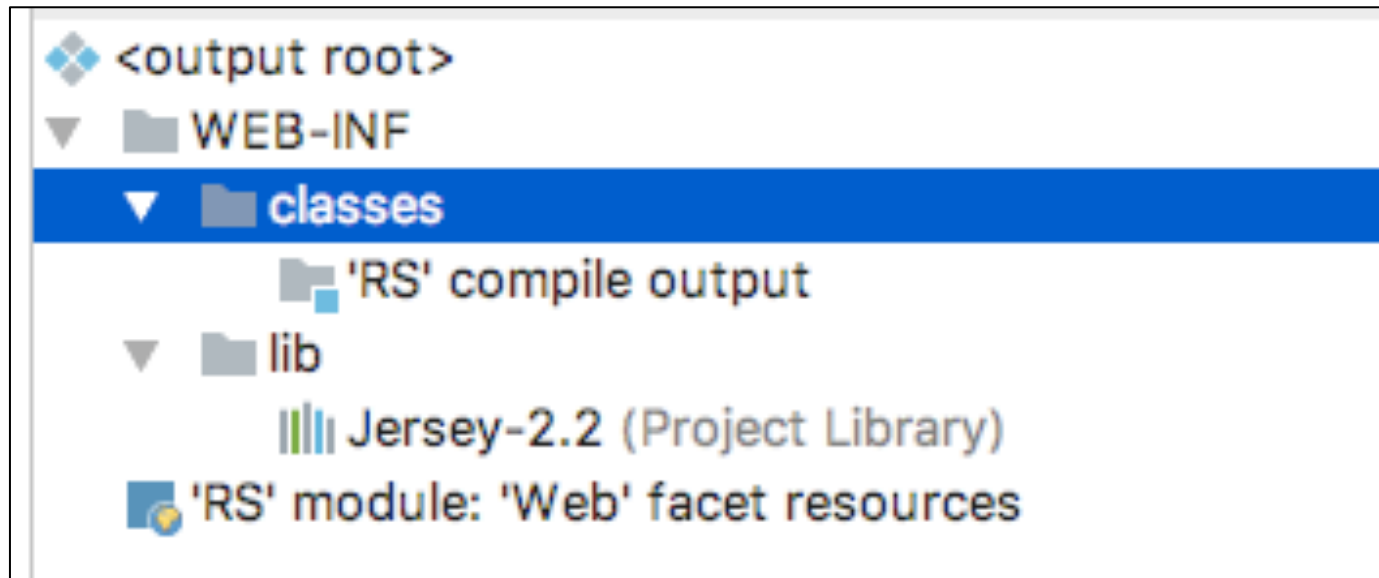 <output root>
WEB-INF
classes
'RS' compile output
lib
Jersey-2.2 (Project Library)
'RS' module: 'Web' facet resources